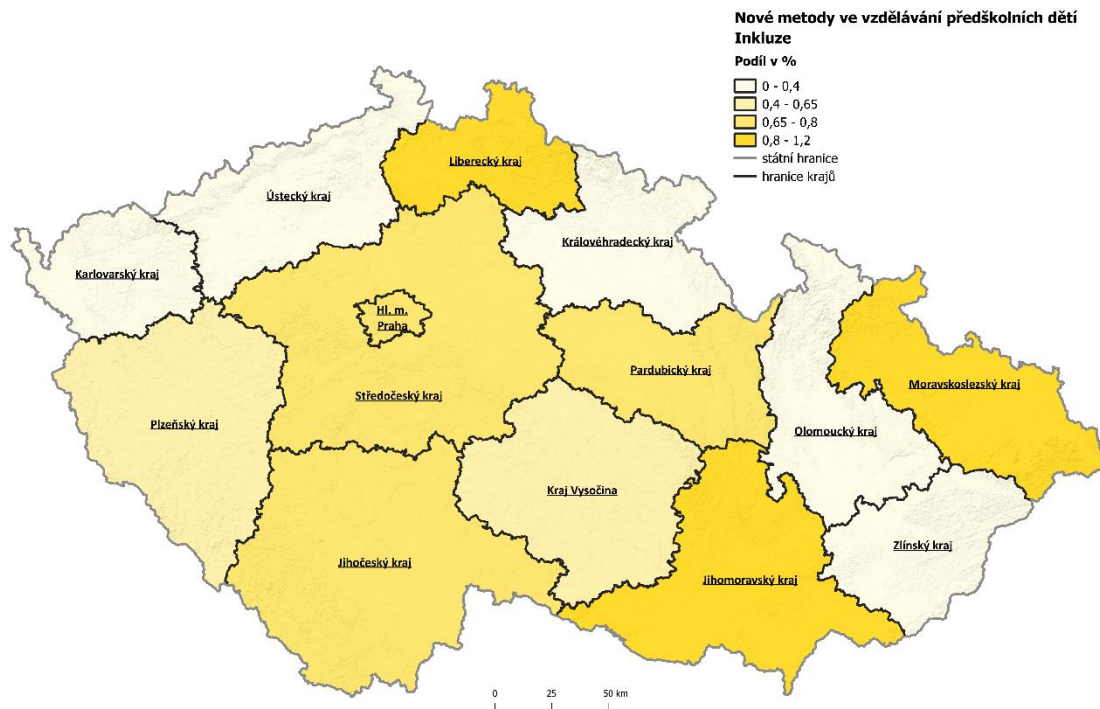 Nové metody ve vzdělávání předškolních dětí
Inkluze
Podíl v %
0 - 0,4
0,4 - 0,65
0,65 - 0,8
0,8 - 1,2
státní hranice
hranice krajů
Liberecký kraj
Ústecký kraj
Královéhradecký kraj
Karlovarský kraj
Hl. m.
Praha
Pardubický kraj
Moravskoslezský kraj
Středočeský kraj
Plzeňský kraj
Olomoucký kraj
Kraj Vysočina
Zlínský kraj
Jihočeský kraj
Jihomoravský kraj
0 25 50 km